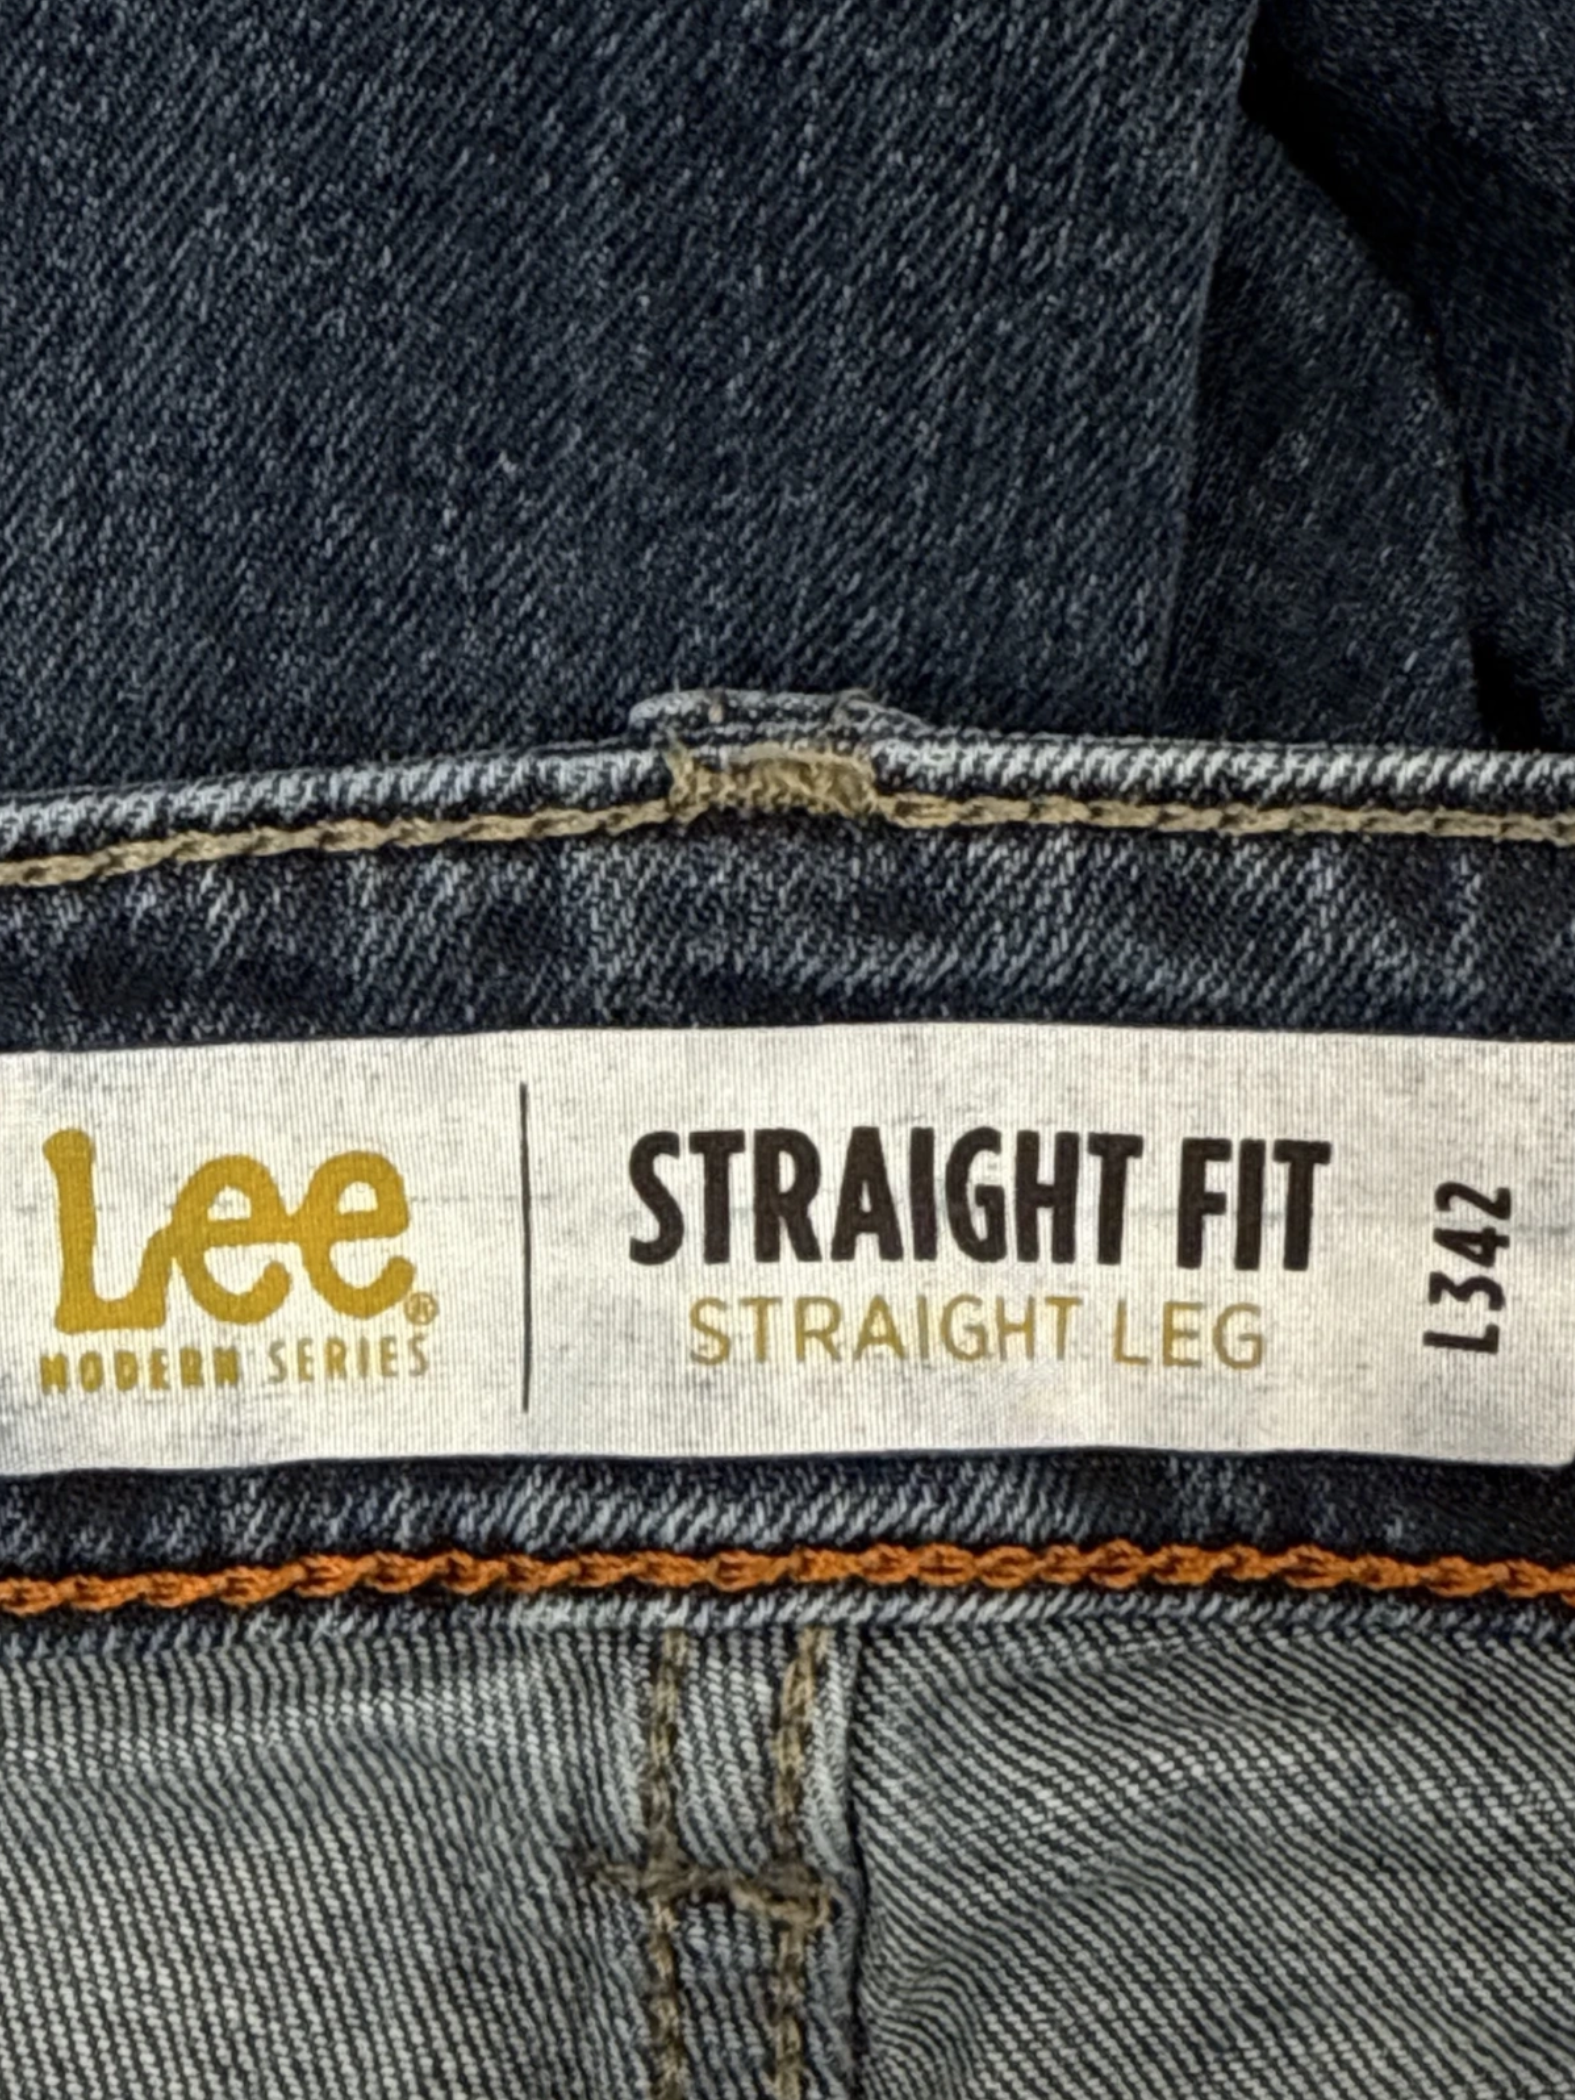 Lee®
MODERN SERIES
STRAIGHT FIT
STRAIGHT LEG
L342